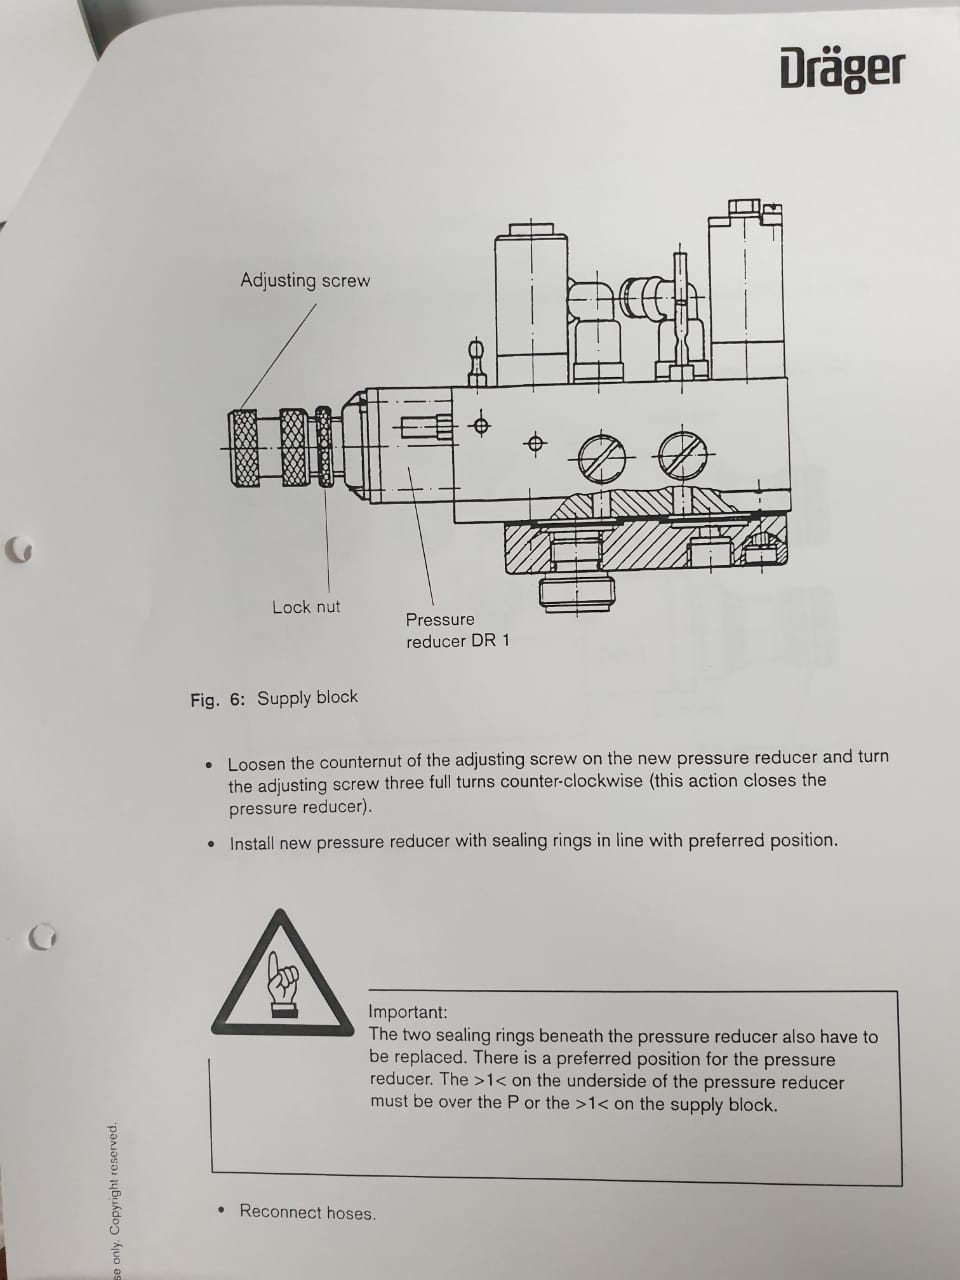 Dräger
Adjusting screw
Lock nut
Pressure
reducer DR 1
Fig. 6: Supply block
• Loosen the counternut of the adjusting screw on the new pressure reducer and turn
the adjusting screw three full turns counter-clockwise (this action closes the
pressure reducer).
• Install new pressure reducer with sealing rings in line with preferred position.
Important:
The two sealing rings beneath the pressure reducer also have to
be replaced. There is a preferred position for the pressure
reducer. The >1< on the underside of the pressure reducer
must be over the P or the >1< on the supply block.
• Reconnect hoses.
se only. Copyright reserved.